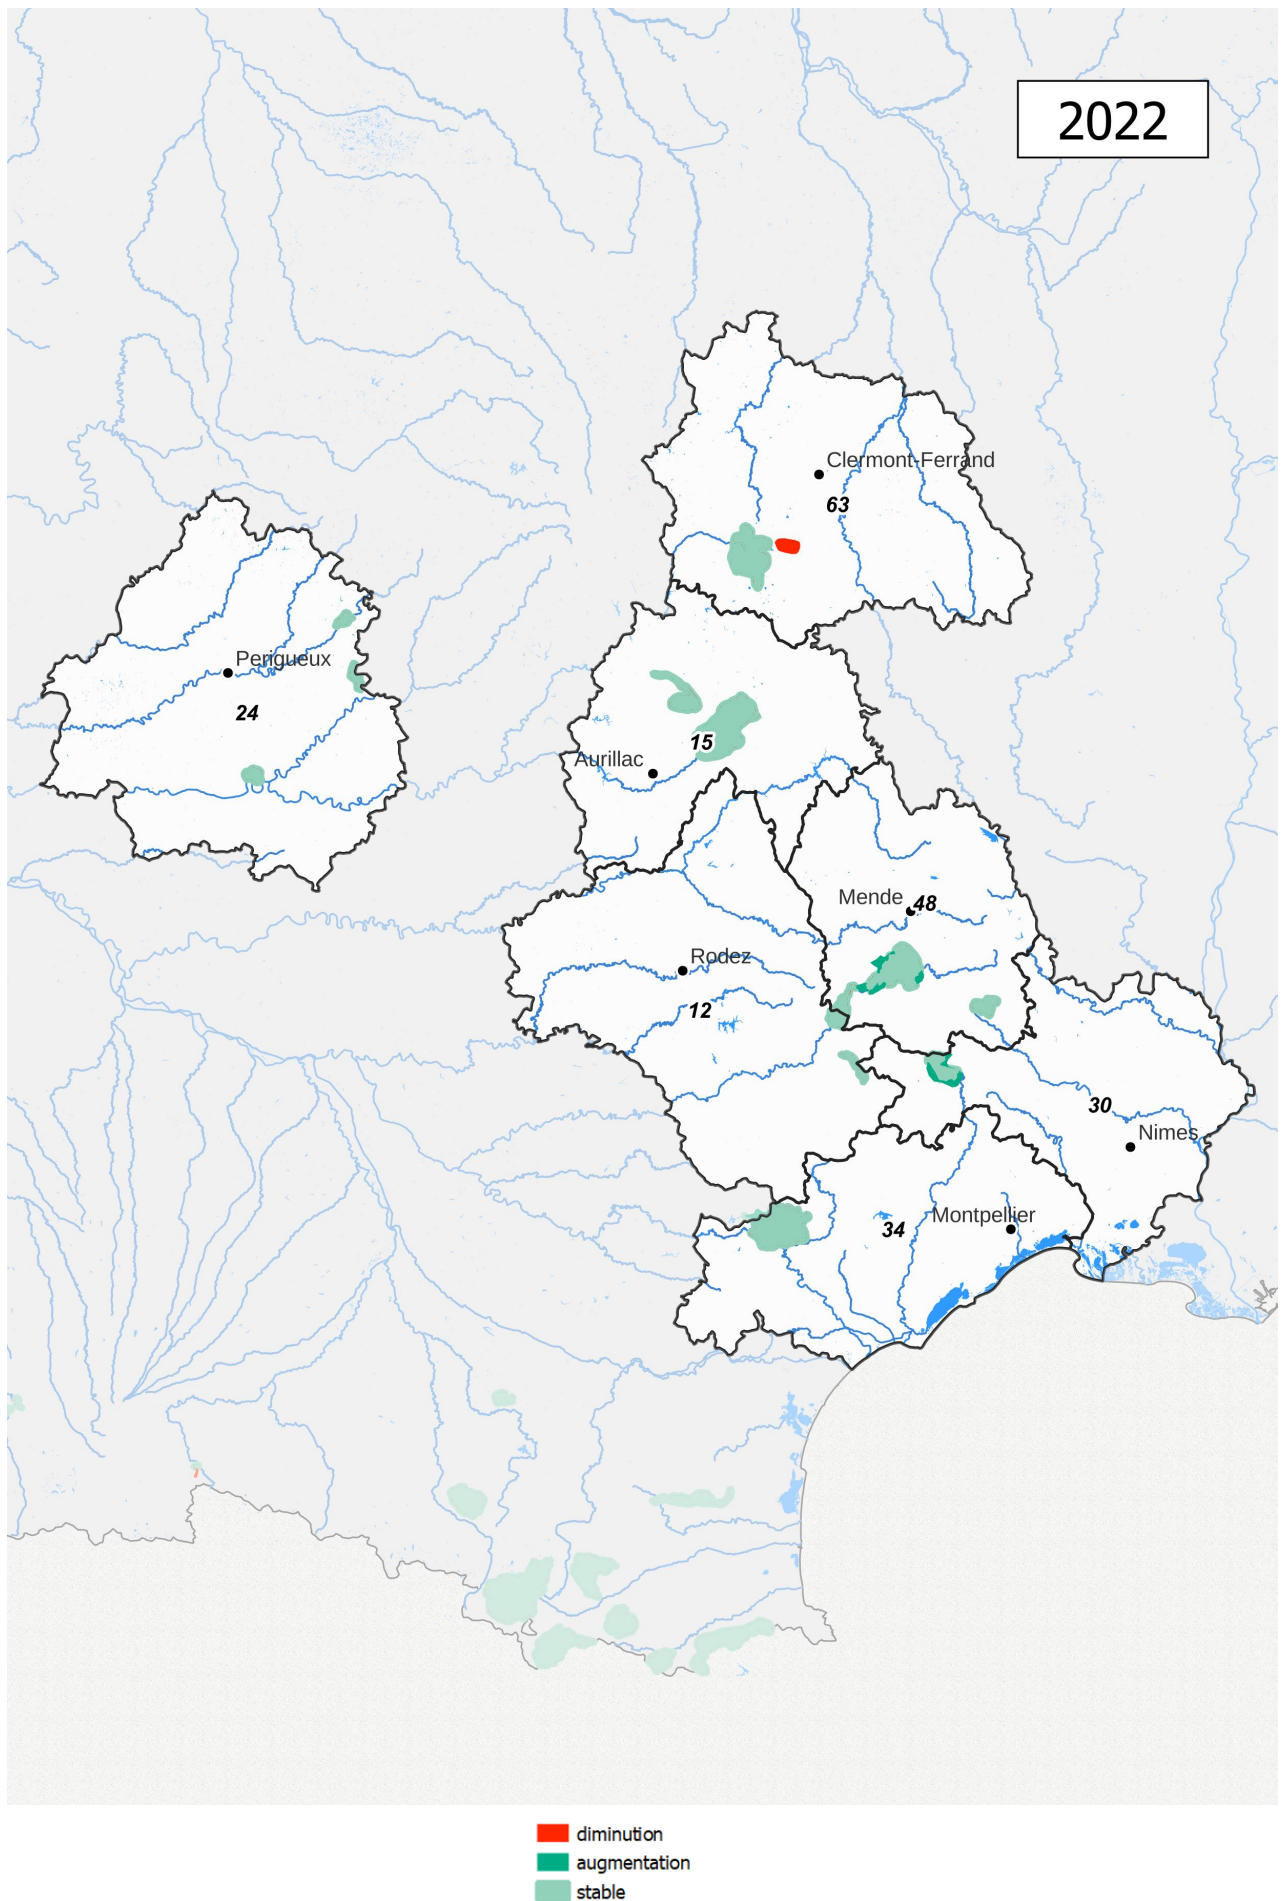 2022
Clermont-Ferrand
63
Perigueux
24
15
Aurillac
Mende
48
Rodez
12
30
Nimes
34
Montpellier
diminution
augmentation
stable